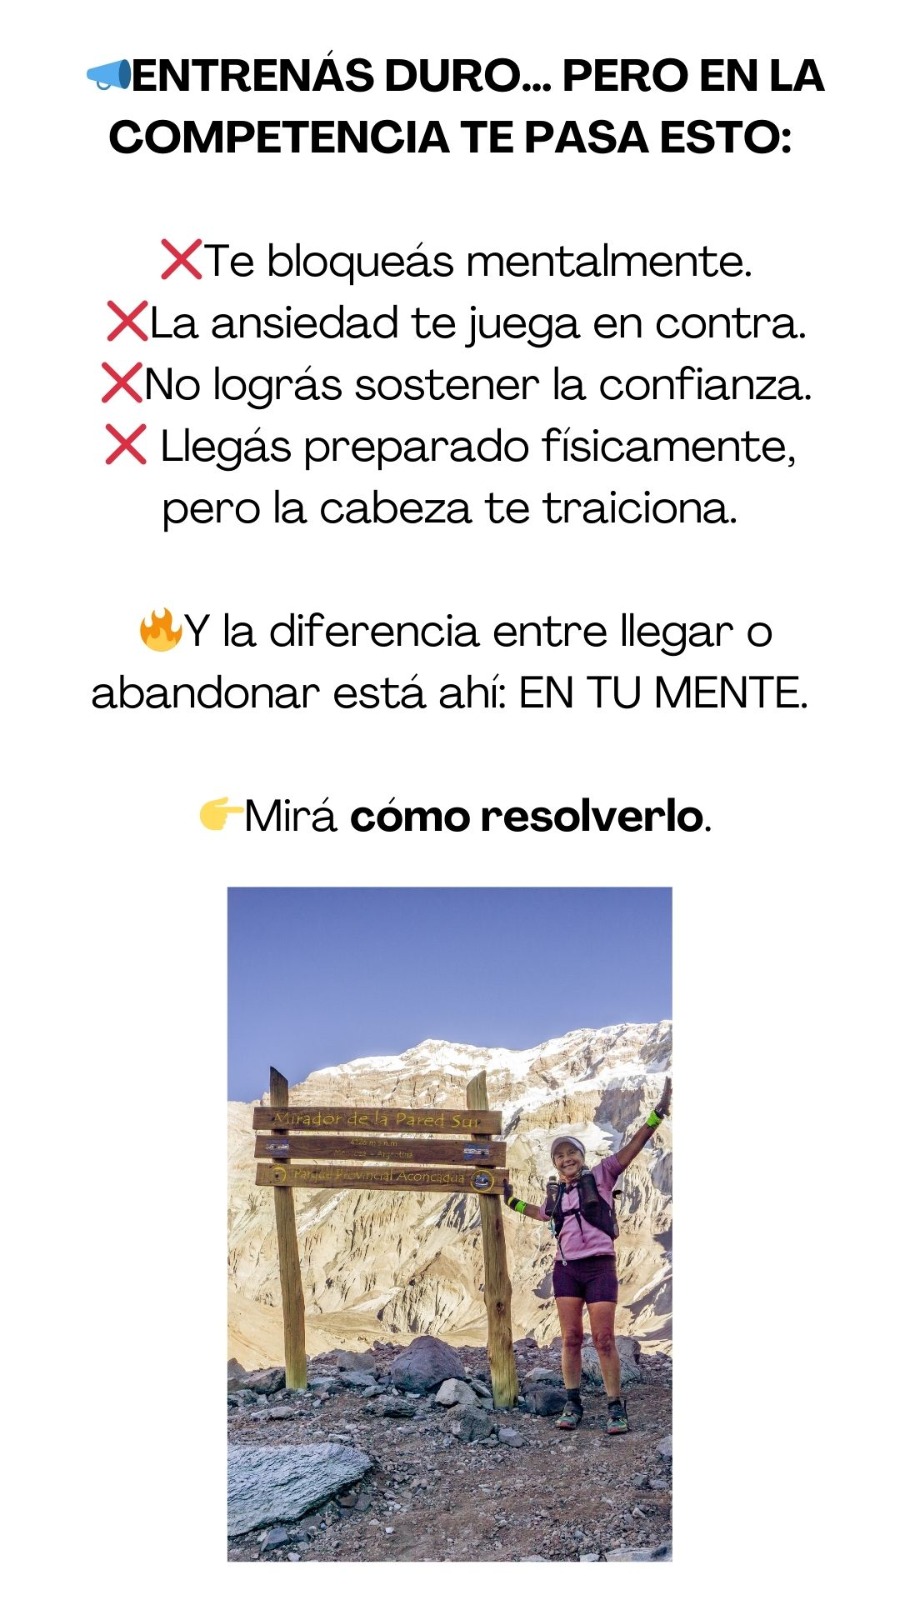 📣ENTRENÁS DURO... PERO EN LA
COMPETENCIA TE PASA ESTO:
❌Te bloqueás mentalmente.
❌La ansiedad te juega en contra.
❌No lográs sostener la confianza.
❌ Llegás preparado físicamente,
pero la cabeza te traiciona.
🔥Y la diferencia entre llegar o
abandonar está ahí: EN TU MENTE.
👉Mirá cómo resolverlo.
Mirador de la Pared Sur
Parque Provincial Aconcagua